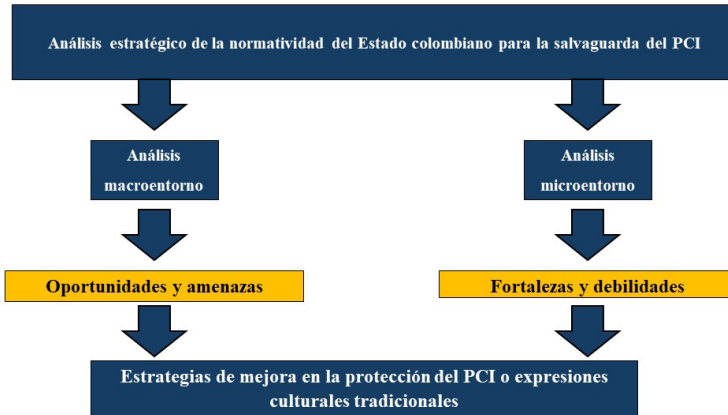 Análisis estratégico de la normatividad del Estado colombiano para la salvaguarda del PCI
Análisis
macroentorno
Análisis
microentorno
Oportunidades y amenazas
Fortalezas y debilidades
Estrategias de mejora en la protección del PCI o expresiones
culturales tradicionales